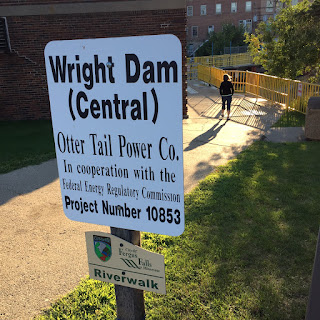 Wright Dam
(Central)
Otter Tail Power Co.
In cooperation with the
Federal Energy Regulatory Commission
Project Number 10853
Fergus
Falls
Riverwalk